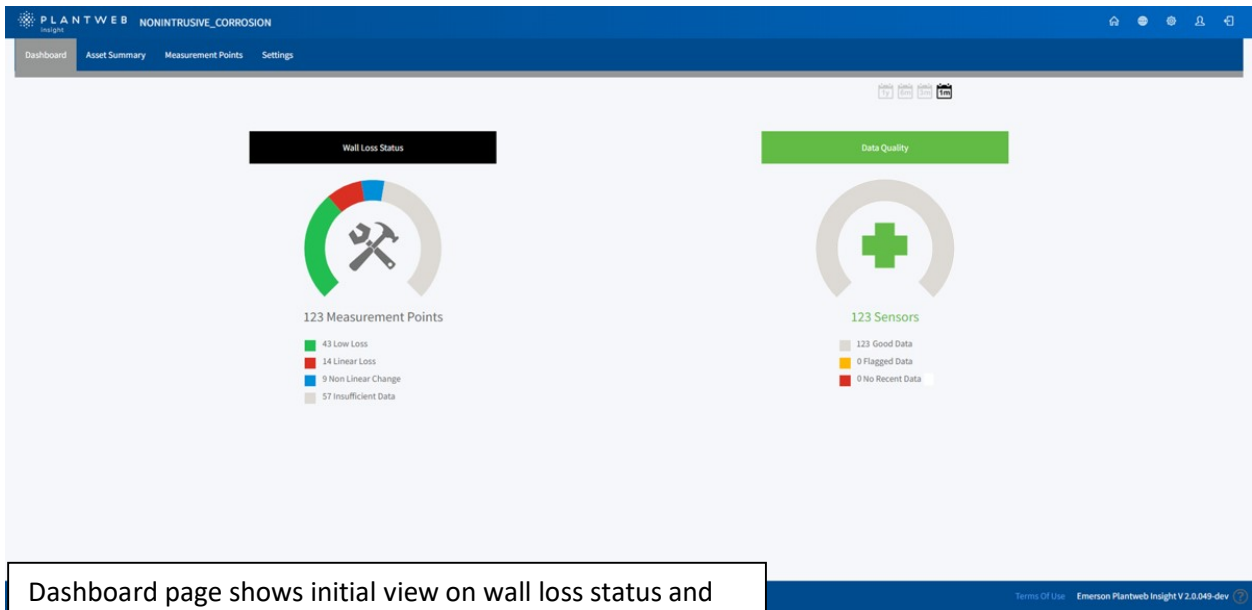 PLANTWEB NONINTRUSIVE_CORROSION
Insight
Dashboard Asset Summary Measurement Points Settings
1y 6m 3m 1m
Wall Loss Status
123 Measurement Points
43 Low Loss
14 Linear Loss
9 Non Linear Change
57 Insufficient Data
Data Quality
123 Sensors
123 Good Data
0 Flagged Data
0 No Recent Data
Dashboard page shows initial view on wall loss status and
Terms Of Use Emerson Plantweb Insight V 2.0.049-dev ?